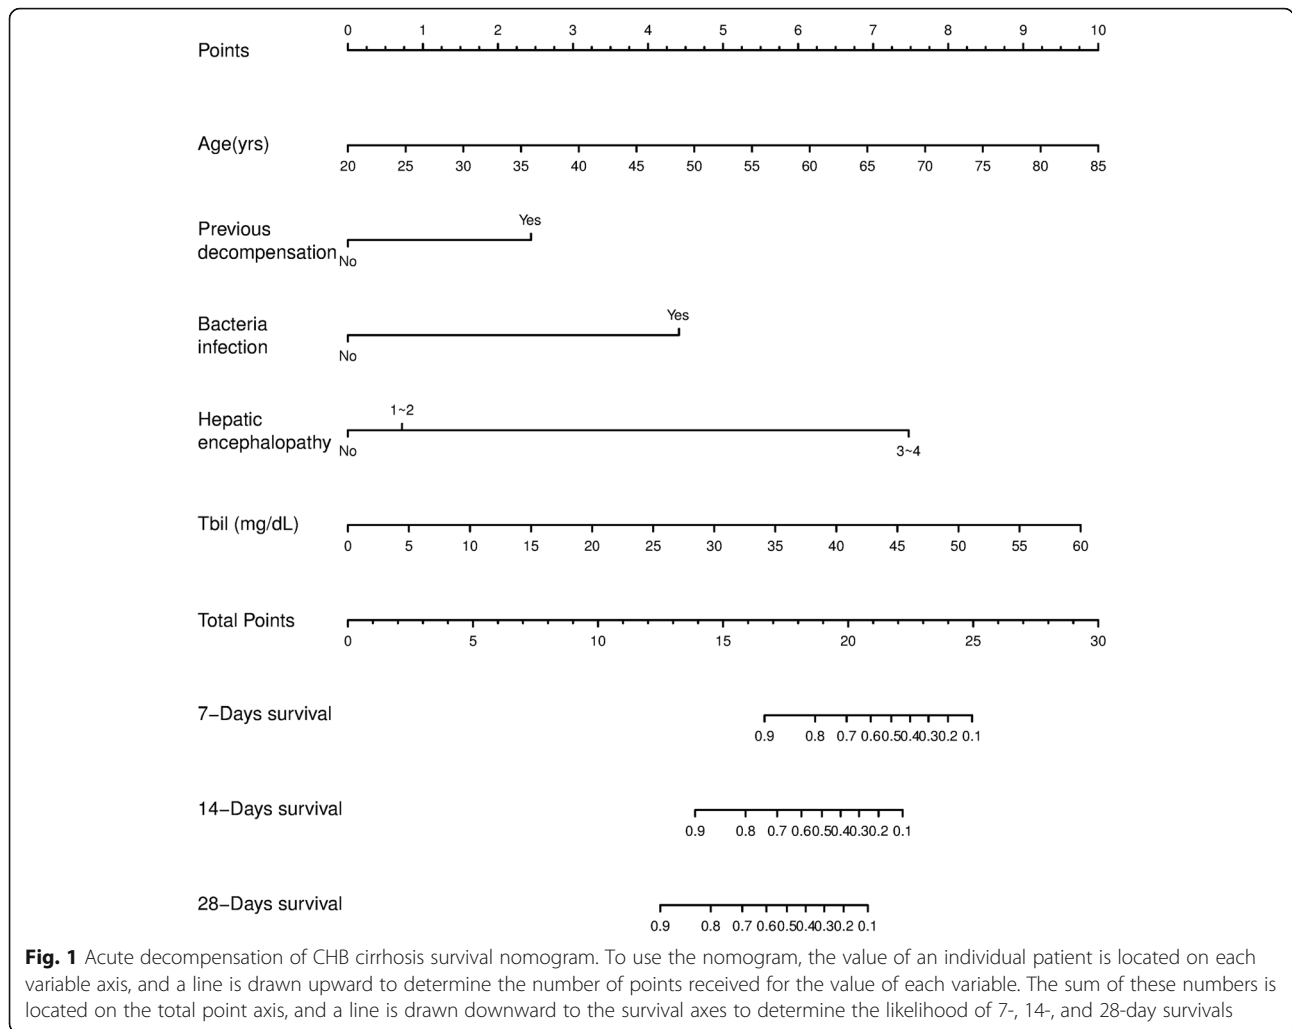 0 1 2 3 4 5 6 7 8 9 10
Points
Age(yrs)
20 25 30 35 40 45 50 55 60 65 70 75 80 85
Yes
Previous
decompensation
No
Yes
Bacteria
infection
No
1~2
Hepatic
encephalopathy
No 3~4
Tbil (mg/dL)
0 5 10 15 20 25 30 35 40 45 50 55 60
Total Points
0 5 10 15 20 25 30
7−Days survival
0.9 0.8 0.7 0.6 0.5 0.4 0.3 0.2 0.1
14−Days survival
0.9 0.8 0.7 0.6 0.5 0.4 0.3 0.2 0.1
28−Days survival
0.9 0.8 0.7 0.6 0.5 0.4 0.3 0.2 0.1
Fig. 1 Acute decompensation of CHB cirrhosis survival nomogram. To use the nomogram, the value of an individual patient is located on each
variable axis, and a line is drawn upward to determine the number of points received for the value of each variable. The sum of these numbers is
located on the total point axis, and a line is drawn downward to the survival axes to determine the likelihood of 7-, 14-, and 28-day survivals